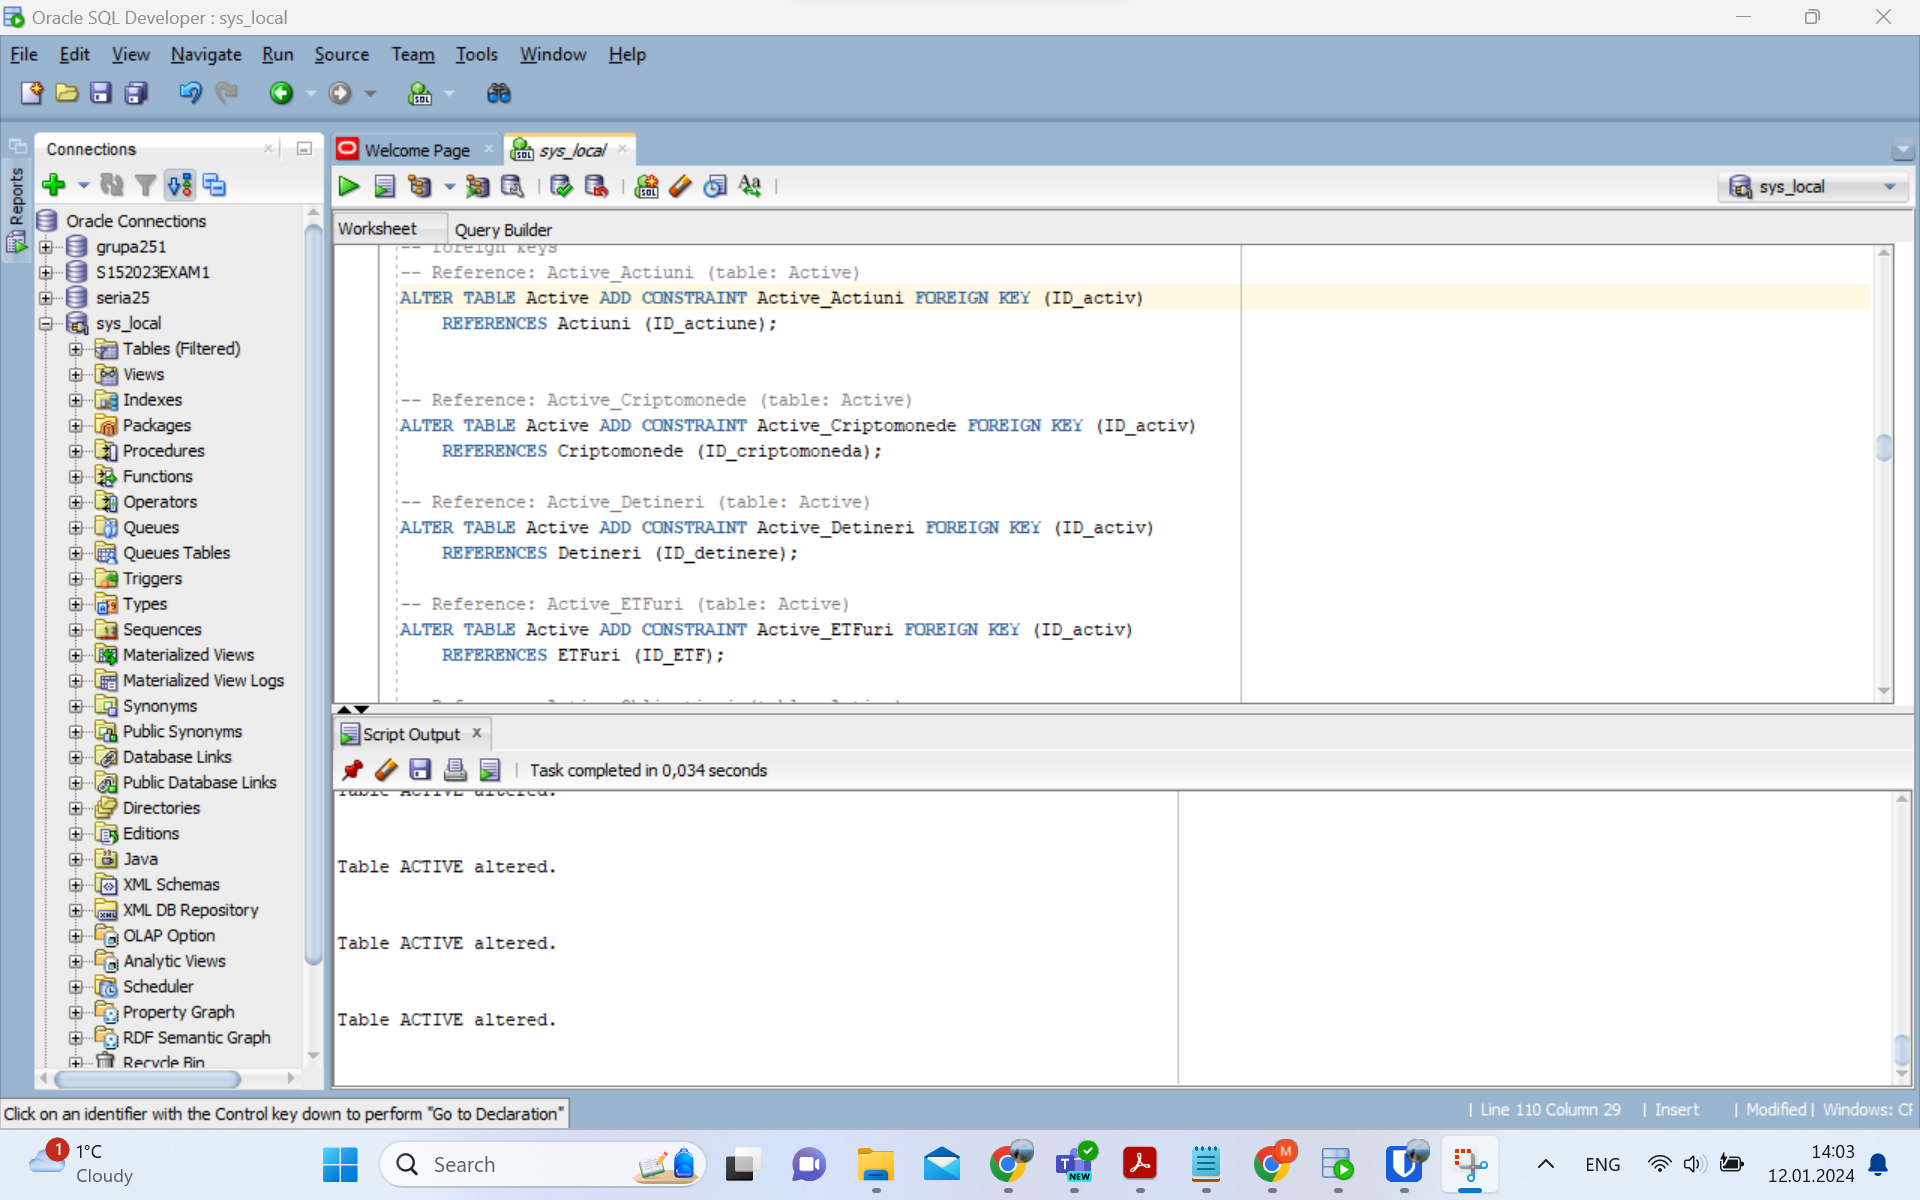 Oracle SQL Developer : sys_local
File Edit View Navigate Run Source Team Tools Window Help
Reports
Connections
Oracle Connections
grupa251
S152023EXAM1
seria25
sys_local
Tables (Filtered)
Views
Indexes
Packages
Procedures
Functions
Operators
Queues
Queues Tables
Triggers
Types
Sequences
Materialized Views
Materialized View Logs
Synonyms
Public Synonyms
Database Links
Public Database Links
Directories
Editions
Java
XML Schemas
XML DB Repository
OLAP Option
Analytic Views
Scheduler
Property Graph
RDF Semantic Graph
Recycle Bin
Welcome Page
sys_local
sys_local
Worksheet Query Builder
-- foreign keys
-- Reference: Active_Actiuni (table: Active)
ALTER TABLE Active ADD CONSTRAINT Active_Actiuni FOREIGN KEY (ID_activ)
REFERENCES Actiuni (ID_actiune);
-- Reference: Active_Criptomonede (table: Active)
ALTER TABLE Active ADD CONSTRAINT Active_Criptomonede FOREIGN KEY (ID_activ)
REFERENCES Criptomonede (ID_criptomoneda);
-- Reference: Active_Detineri (table: Active)
ALTER TABLE Active ADD CONSTRAINT Active_Detineri FOREIGN KEY (ID_activ)
REFERENCES Detineri (ID_detinere);
-- Reference: Active_ETFuri (table: Active)
ALTER TABLE Active ADD CONSTRAINT Active_ETFuri FOREIGN KEY (ID_activ)
REFERENCES ETFuri (ID_ETF);
Script Output
Task completed in 0,034 seconds
Table ACTIVE altered.
Table ACTIVE altered.
Table ACTIVE altered.
Table ACTIVE altered.
Click on an identifier with the Control key down to perform "Go to Declaration"
| Line 110 Column 29 | Insert | Modified | Windows: CF
1
1°C
Cloudy
Search
NEW
M
ENG
14:03
12.01.2024